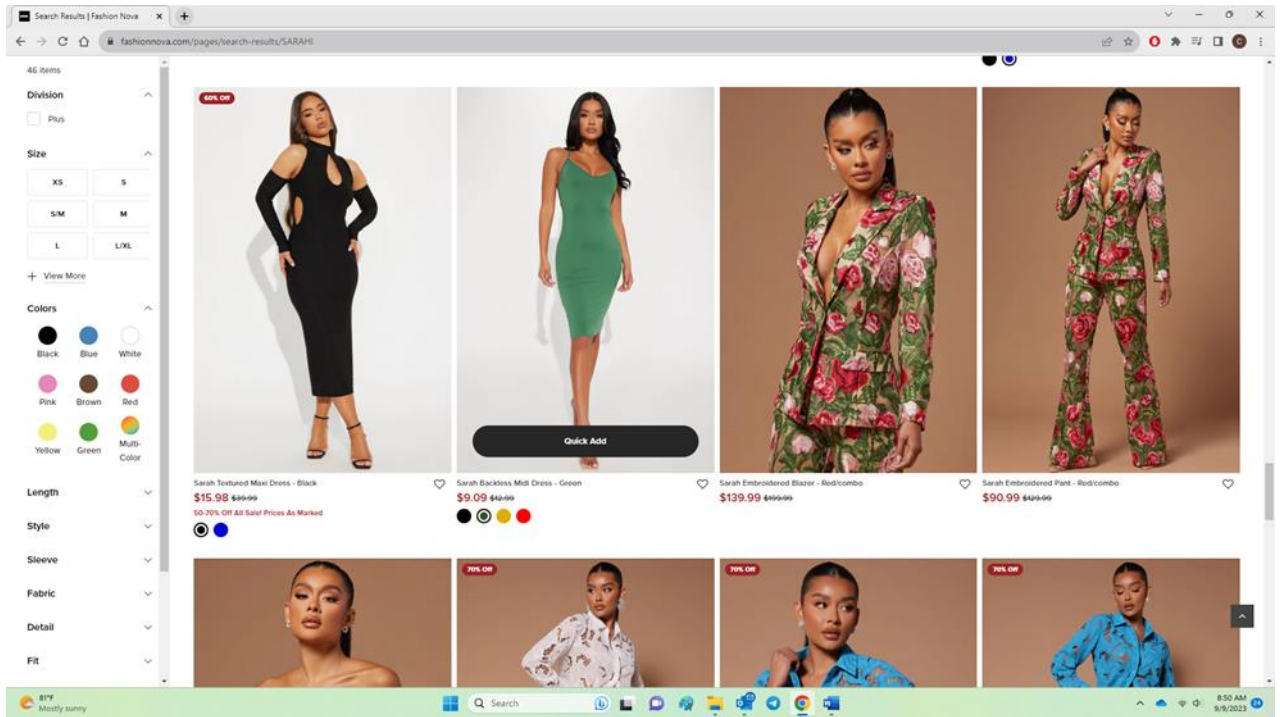 Search Results | Fashion Nova
fashionnova.com/pages/search-results/SARAHI
46 items
Division
Plus
Size
XS S
S/M M
L L/XL
+ View More
Colors
Black Blue White
Pink Brown Red
Yellow Green Multi-
Color
Length
Style
Sleeve
Fabric
Detail
Fit
60% Off
Quick Add
Sarah Textured Maxi Dress - Black
$15.98 $39.99
50-70% Off All Sale! Prices As Marked
Sarah Backless Midi Dress - Green
$9.09 $12.99
Sarah Embroidered Blazer - Red/combo
$139.99 $199.99
Sarah Embroidered Pant - Red/combo
$90.99 $129.99
70% Off
70% Off
70% Off
81°F
Mostly sunny
Search
8:50 AM
9/9/2023